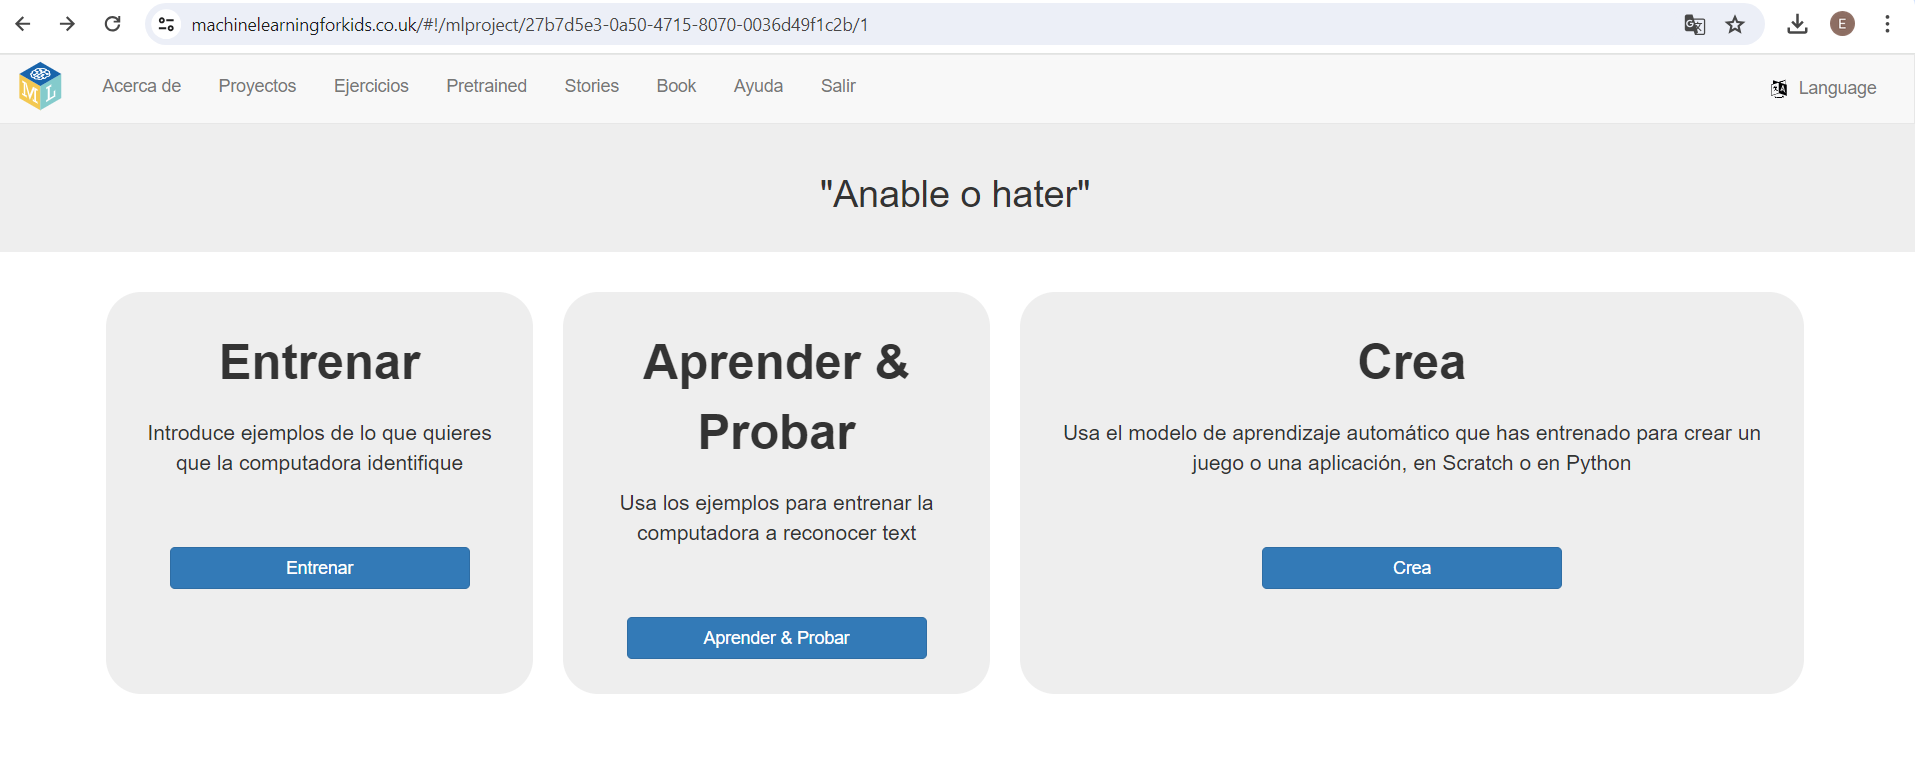 machinelearningforkids.co.uk/#!/mlproject/27b7d5e3-0a50-4715-8070-0036d49f1c2b/1
E
ML
Acerca de Proyectos Ejercicios Pretrained Stories Book Ayuda Salir
Language
"Anable o hater"
Entrenar
Introduce ejemplos de lo que quieres
que la computadora identifique
Entrenar
Aprender &
Probar
Usa los ejemplos para entrenar la
computadora a reconocer text
Aprender & Probar
Crea
Usa el modelo de aprendizaje automático que has entrenado para crear un
juego o una aplicación, en Scratch o en Python
Crea